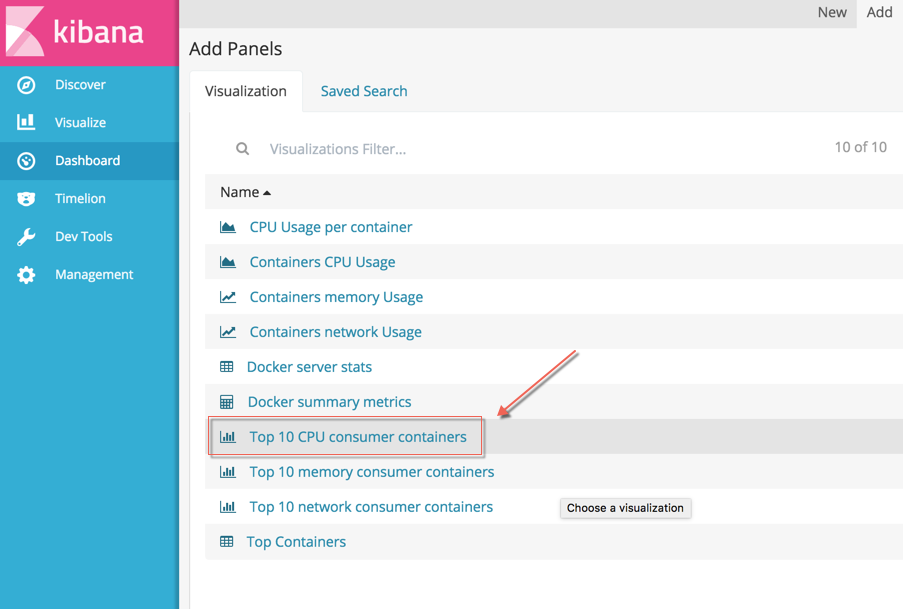 kibana
Discover
Visualize
Dashboard
Timelion
Dev Tools
Management
New Add
Add Panels
Visualization Saved Search
Visualizations Filter... 10 of 10
Name
CPU Usage per container
Containers CPU Usage
Containers memory Usage
Containers network Usage
Docker server stats
Docker summary metrics
Top 10 CPU consumer containers
Top 10 memory consumer containers
Top 10 network consumer containers
Choose a visualization
Top Containers